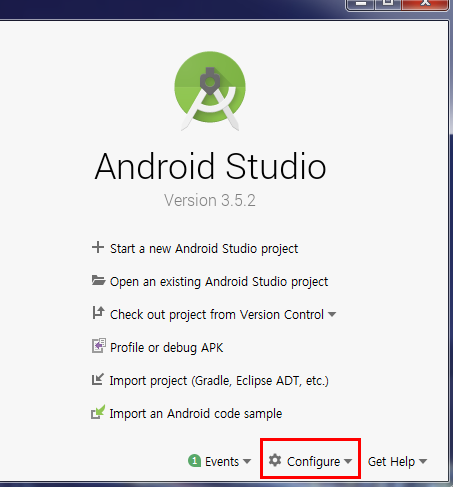 Android Studio
Version 3.5.2
Start a new Android Studio project
Open an existing Android Studio project
Check out project from Version Control
Profile or debug APK
Import project (Gradle, Eclipse ADT, etc.)
Import an Android code sample
1 Events Configure Get Help